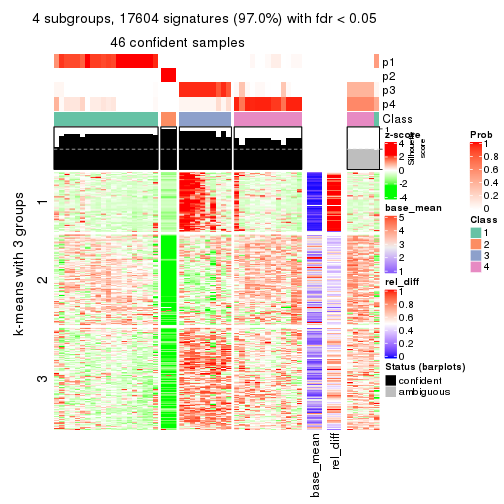 4 subgroups, 17604 signatures (97.0%) with fdr < 0.05
46 confident samples
p1
p2
p3
p4
Class
1
Silhouette
score
k-means with 3 groups
1
2
3
base_mean
rel_diff
z-score
4
2
0
-2
-4
base_mean
5
4
3
2
1
rel_diff
1
0.8
0.6
0.4
0.2
0
Status (barplots)
confident
ambiguous
Prob
1
0.8
0.6
0.4
0.2
0
Class
1
2
3
4